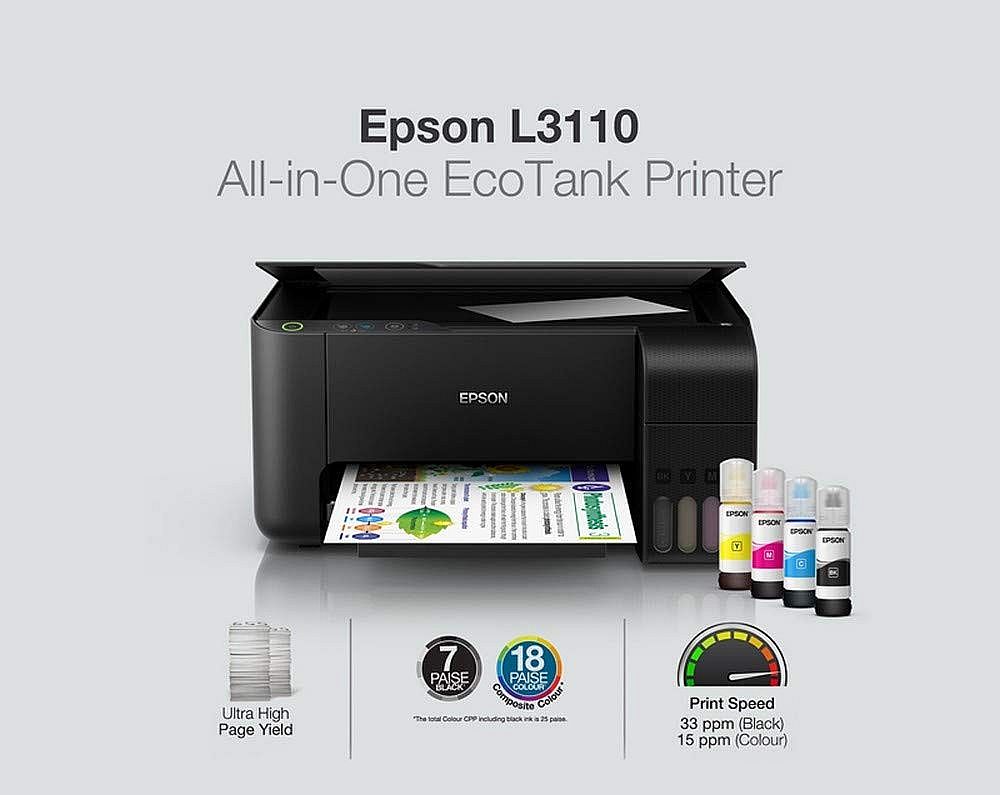 Epson L3110
All-in-One EcoTank Printer
EPSON
BK Y M
EPSON
Y
EPSON
M
EPSON
C
EPSON
BK
Photosynthesis
Ultra High
Page Yield
7
PAISE
BLACK*
18
PAISE
COLOUR*
Composite Colour*
*The total Colour CPP including black ink is 25 paise.
Print Speed
33 ppm (Black)
15 ppm (Colour)